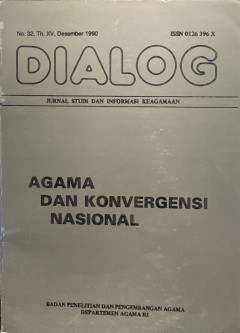 No. 32, Th. XV, Desember 1990 ISSN 0126 396 X
DIALOG
JURNAL STUDI DAN INFORMASI KEAGAMAAN
AGAMA
DAN KONVERGENSI
NASIONAL
BADAN PENELITIAN DAN PENGEMBANGAN AGAMA
DEPARTEMEN AGAMA RI.